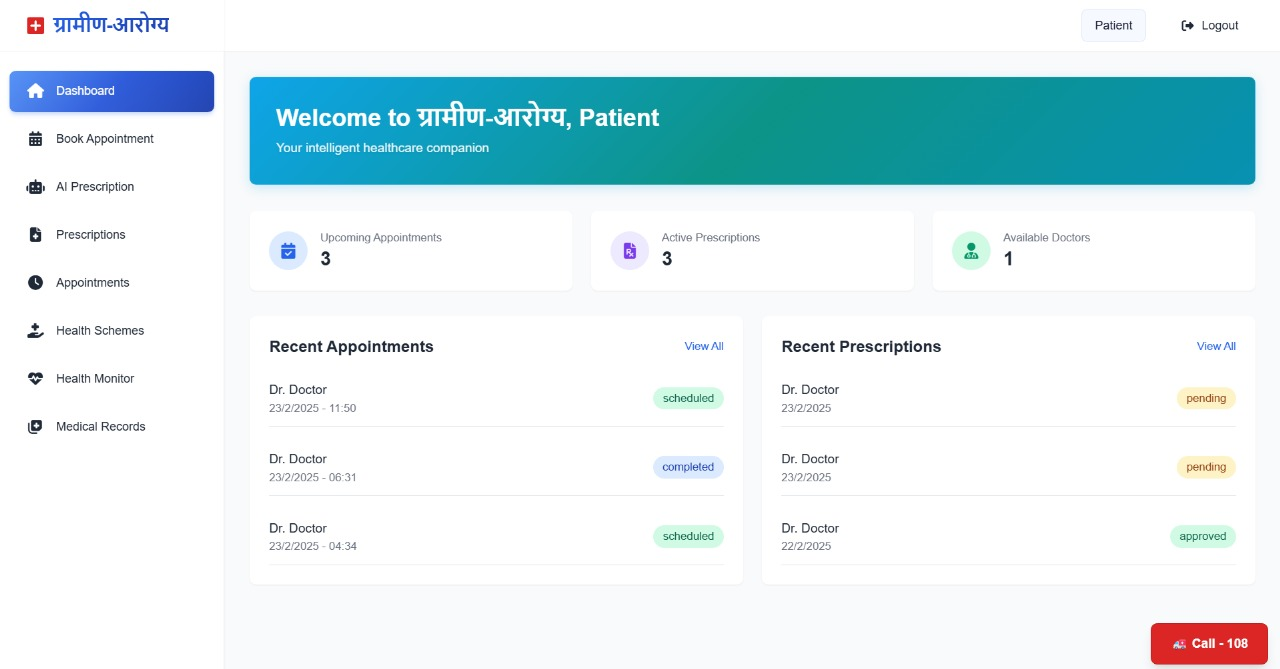 ग्रामीण-आरोग्य
Patient
Logout
Dashboard
Book Appointment
AI Prescription
Prescriptions
Appointments
Health Schemes
Health Monitor
Medical Records
Welcome to ग्रामीण-आरोग्य, Patient
Your intelligent healthcare companion
Upcoming Appointments
3
Active Prescriptions
3
Available Doctors
1
Recent Appointments
View All
Dr. Doctor
23/2/2025 - 11:50
scheduled
Dr. Doctor
23/2/2025 - 06:31
completed
Dr. Doctor
23/2/2025 - 04:34
scheduled
Recent Prescriptions
View All
Dr. Doctor
23/2/2025
pending
Dr. Doctor
23/2/2025
pending
Dr. Doctor
22/2/2025
approved
Call - 108